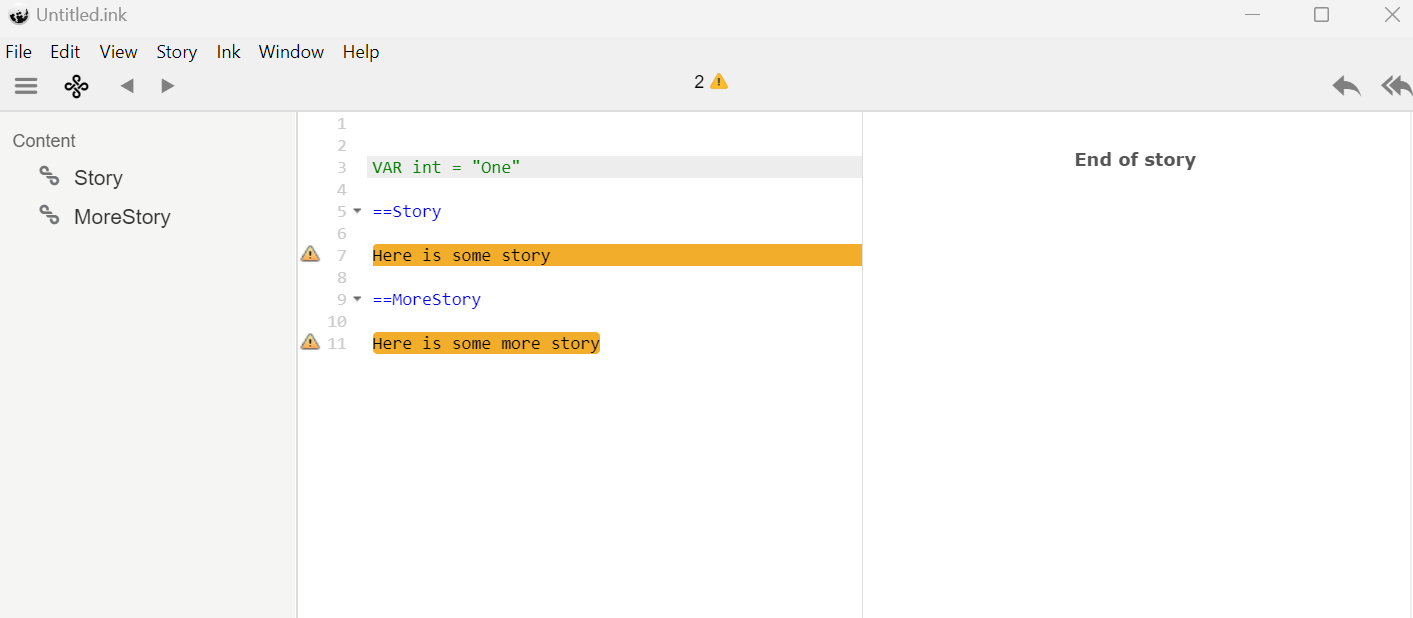 Untitled.ink
File Edit View Story Ink Window Help
2
Content
Story
MoreStory
1
2
3 VAR int = "One"
4
5 ==Story
6
7 Here is some story
8
9 ==MoreStory
10
11 Here is some more story
End of story